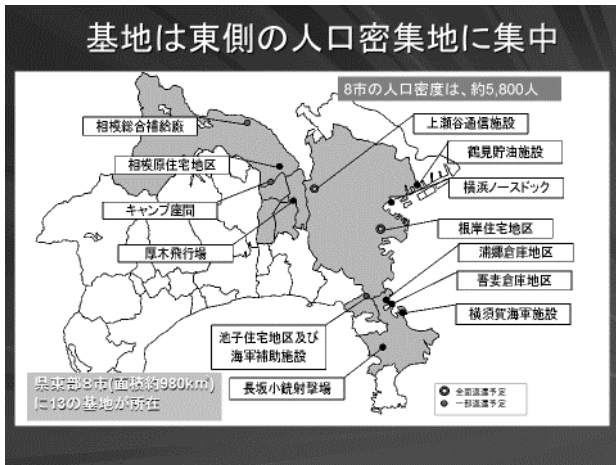 基地は東側の人口密集地に集中
8市の人口密度は、約5,800人
相模総合補給廠
上瀬谷通信施設
鶴見貯油施設
相模原住宅地区
横浜ノースドック
キャンプ座間
根岸住宅地区
厚木飛行場
浦郷倉庫地区
吾妻倉庫地区
横須賀海軍施設
池子住宅地区及び
海軍補助施設
長坂小銃射撃場
県東部8市(面積約980km)
に13の基地が所在
全面返還予定
一部返還予定